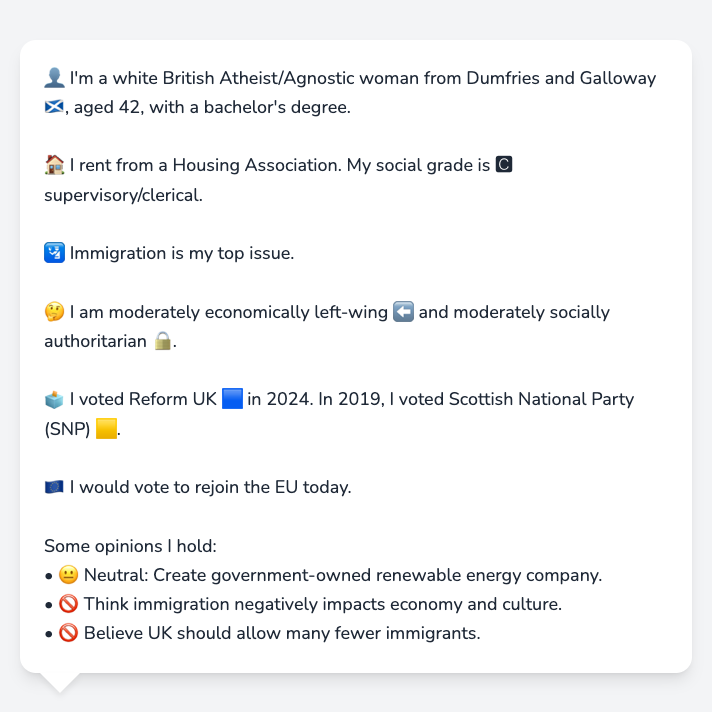 👤 I'm a white British Atheist/Agnostic woman from Dumfries and Galloway
🏴󠁧󠁢󠁳󠁣󠁴󠁿, aged 42, with a bachelor's degree.
🏠 I rent from a Housing Association. My social grade is C
supervisory/clerical.
🛂 Immigration is my top issue.
🤔 I am moderately economically left-wing ⬅️ and moderately socially
authoritarian 🔒.
🗳️ I voted Reform UK 🟦 in 2024. In 2019, I voted Scottish National Party
(SNP) 🟨.
🇪🇺 I would vote to rejoin the EU today.
Some opinions I hold:
• 😐 Neutral: Create government-owned renewable energy company.
• 🚫 Think immigration negatively impacts economy and culture.
• 🚫 Believe UK should allow many fewer immigrants.